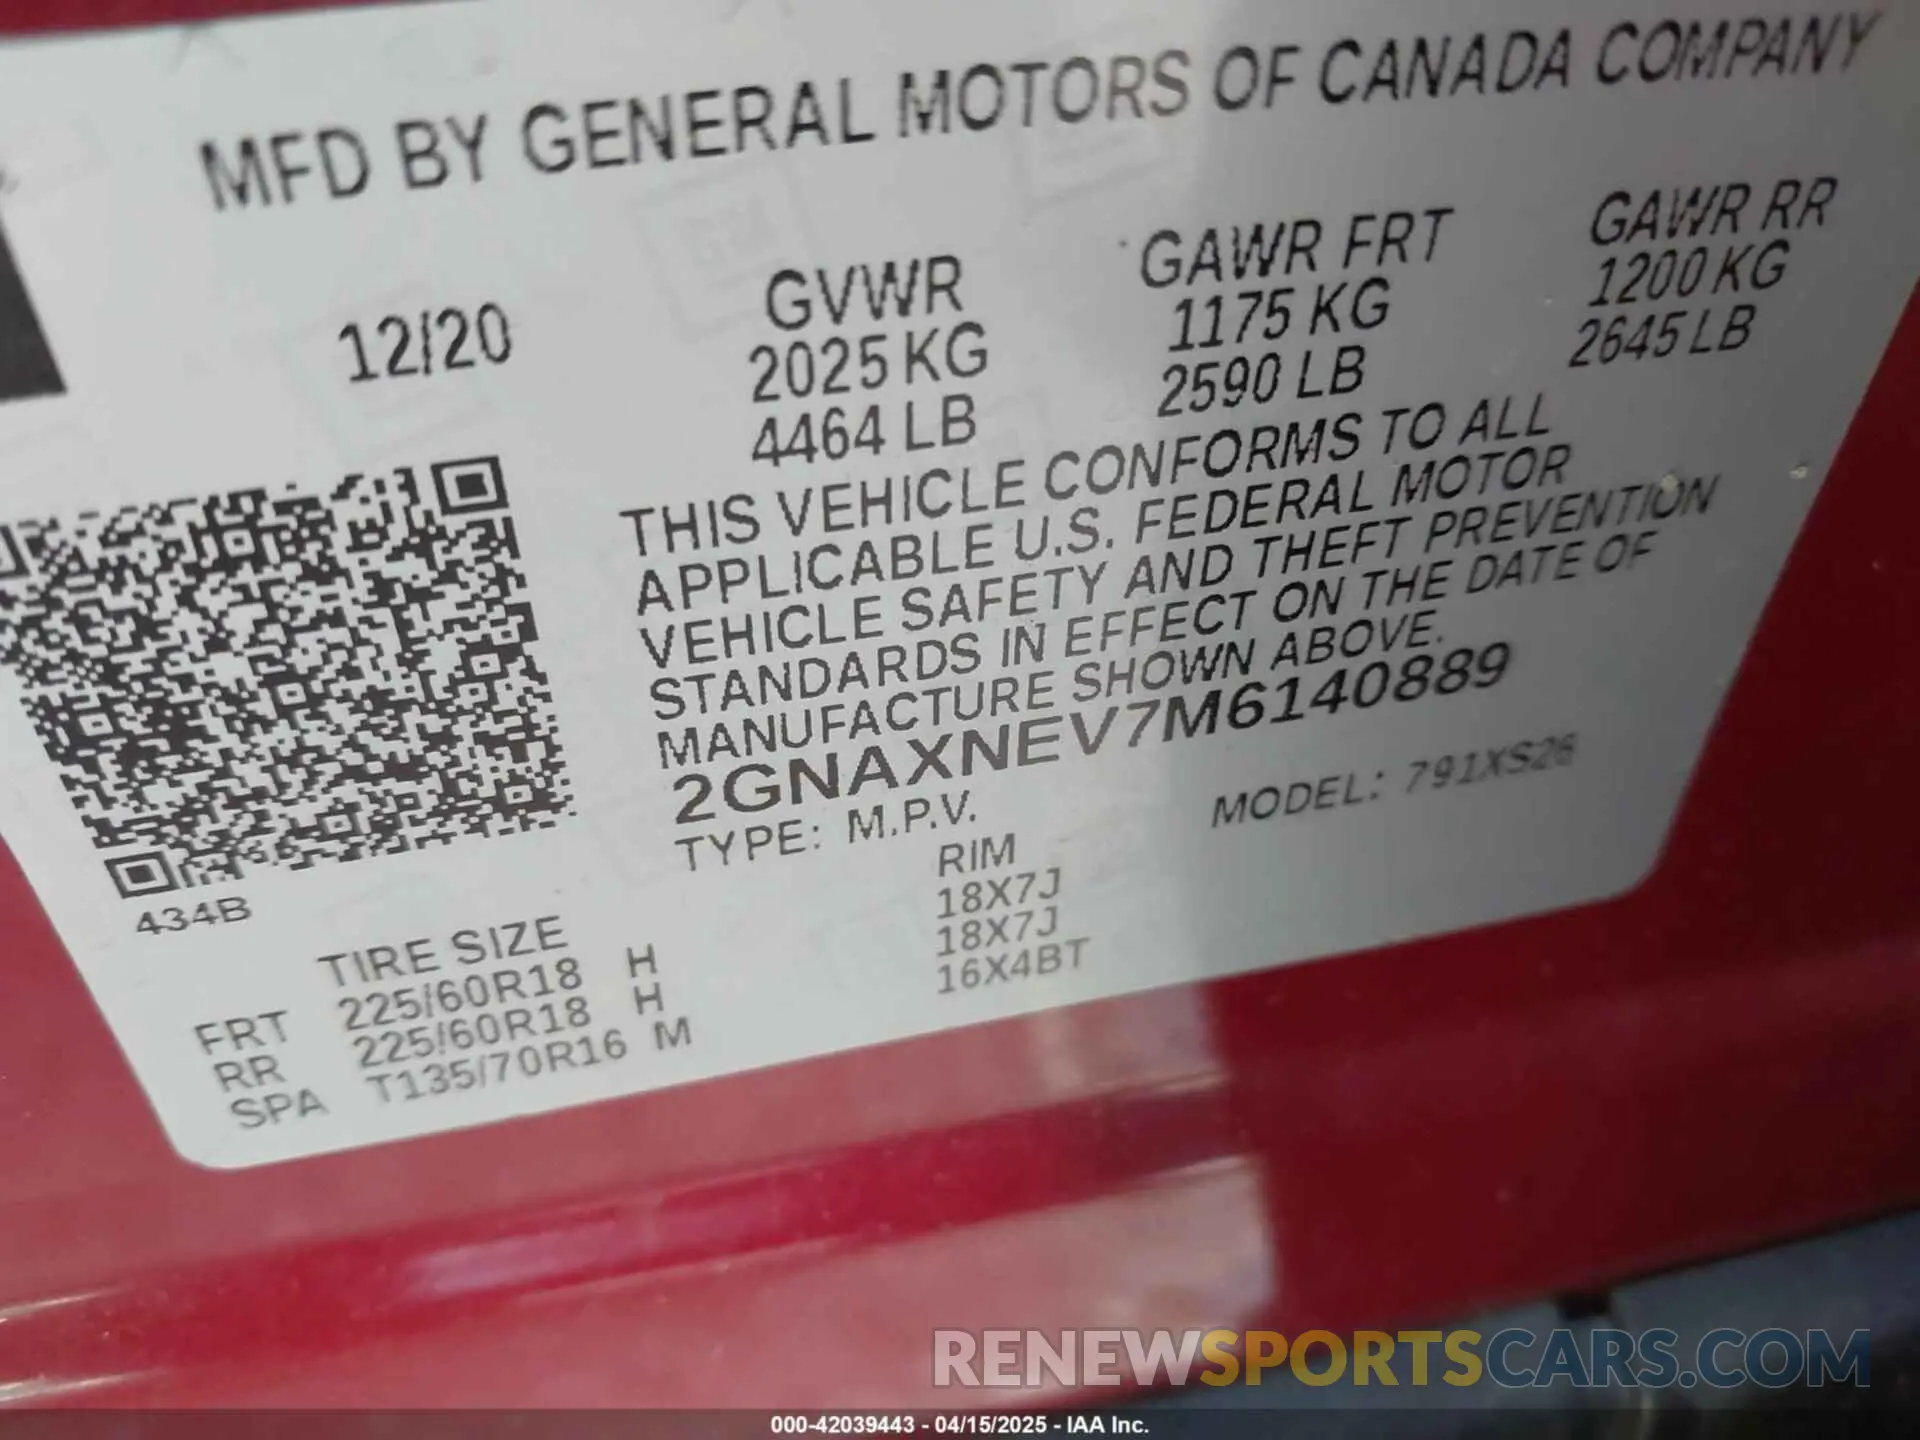 MFD BY GENERAL MOTORS OF CANADA COMPANY
12/20
GVWR
2025 KG
4464 LB
GAWR FRT
1175 KG
2590 LB
GAWR RR
1200 KG
2645 LB
THIS VEHICLE CONFORMS TO ALL
APPLICABLE U.S. FEDERAL MOTOR
VEHICLE SAFETY AND THEFT PREVENTION
STANDARDS IN EFFECT ON THE DATE OF
MANUFACTURE SHOWN ABOVE.
2GNAXNEV7M6140889
TYPE: M.P.V. MODEL: 791XS26
434B
TIRE SIZE RIM
FRT 225/60R18 H 18X7J
RR 225/60R18 H 18X7J
SPA T135/70R16 M 16X4BT
RENEWSPORTSCARS.COM
000-42039443 - 04/15/2025 - IAA Inc.